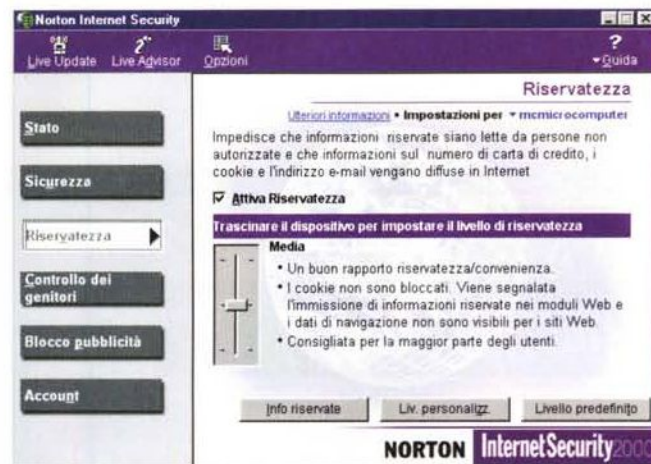 Norton Internet Security
Live Update Live Advisor Opzioni ? Guida
Riservatezza
Ulteriori informazioni • Impostazioni per mcmicrocomputer
Impedisce che informazioni riservate siano lette da persone non
autorizzate e che informazioni sul numero di carta di credito, i
cookie e l'indirizzo e-mail vengano diffuse in Internet
Attiva Riservatezza
Trascinare il dispositivo per impostare il livello di riservatezza
Media
• Un buon rapporto riservatezza/convenienza.
• I cookie non sono bloccati. Viene segnalata
l'immissione di informazioni riservate nei moduli Web e
i dati di navigazione non sono visibili per i siti Web.
• Consigliata per la maggior parte degli utenti.
Stato
Sicurezza
Riservatezza
Controllo dei
genitori
Blocco pubblicità
Account
Info riservate Liv. personalizz. Livello predefinito
NORTON Internet Security 2000